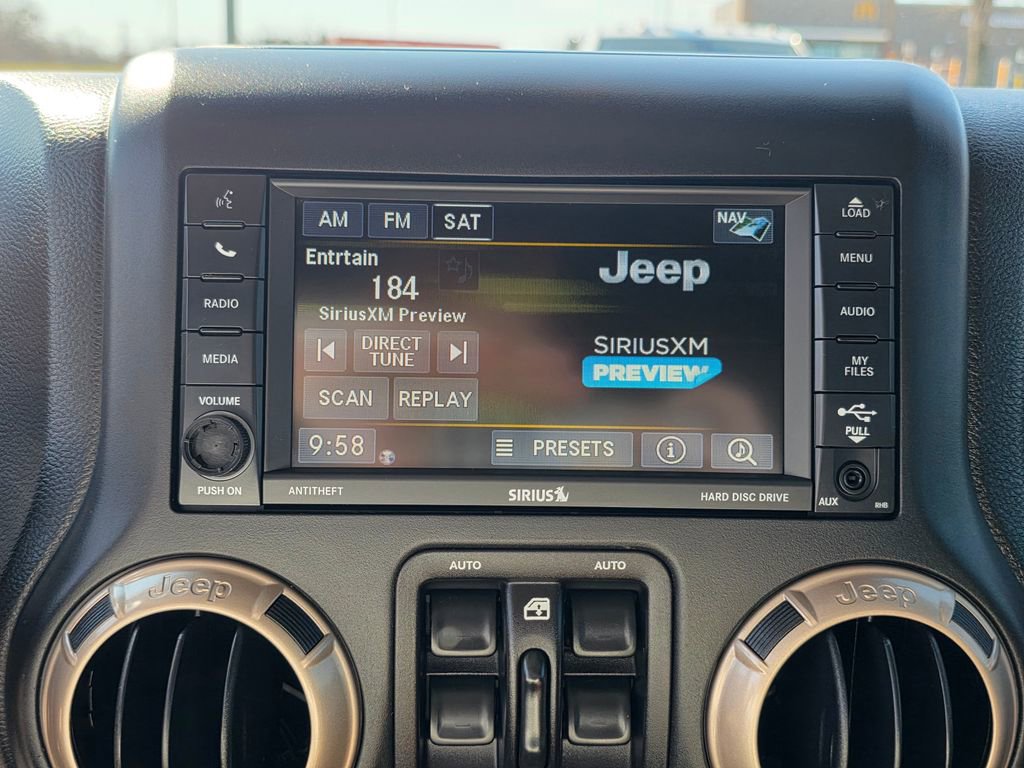 AM FM SAT NAV
Entrtain
184
SiriusXM Preview
DIRECT
TUNE
SCAN REPLAY
9:58 PRESETS
Jeep
SIRIUSXM
PREVIEW
RADIO
MEDIA
VOLUME
PUSH ON
LOAD
MENU
AUDIO
MY
FILES
PULL
AUX RHB
ANTITHEFT SIRIUS HARD DISC DRIVE
AUTO AUTO
Jeep Jeep